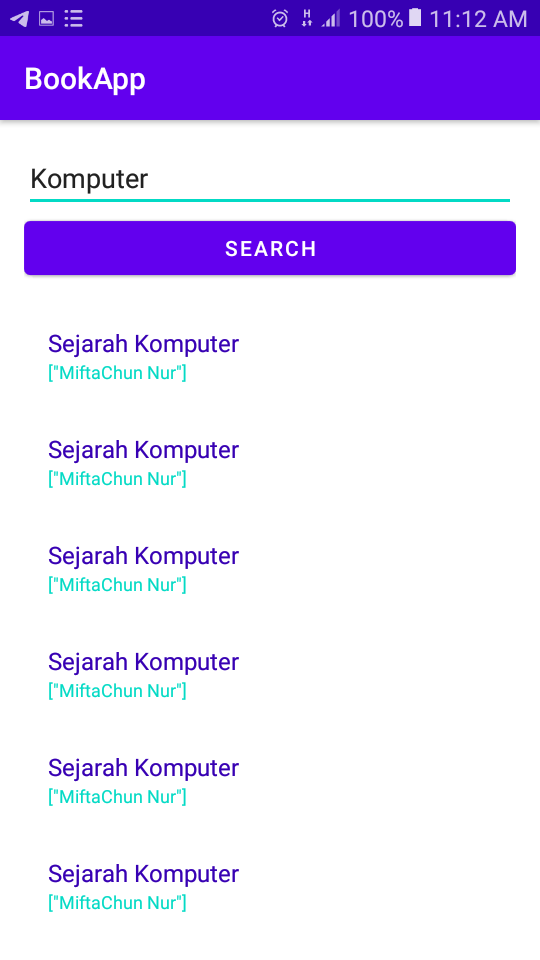 H 100% 11:12 AM
BookApp
Komputer
SEARCH
Sejarah Komputer
["MiftaChun Nur"]
Sejarah Komputer
["MiftaChun Nur"]
Sejarah Komputer
["MiftaChun Nur"]
Sejarah Komputer
["MiftaChun Nur"]
Sejarah Komputer
["MiftaChun Nur"]
Sejarah Komputer
["MiftaChun Nur"]